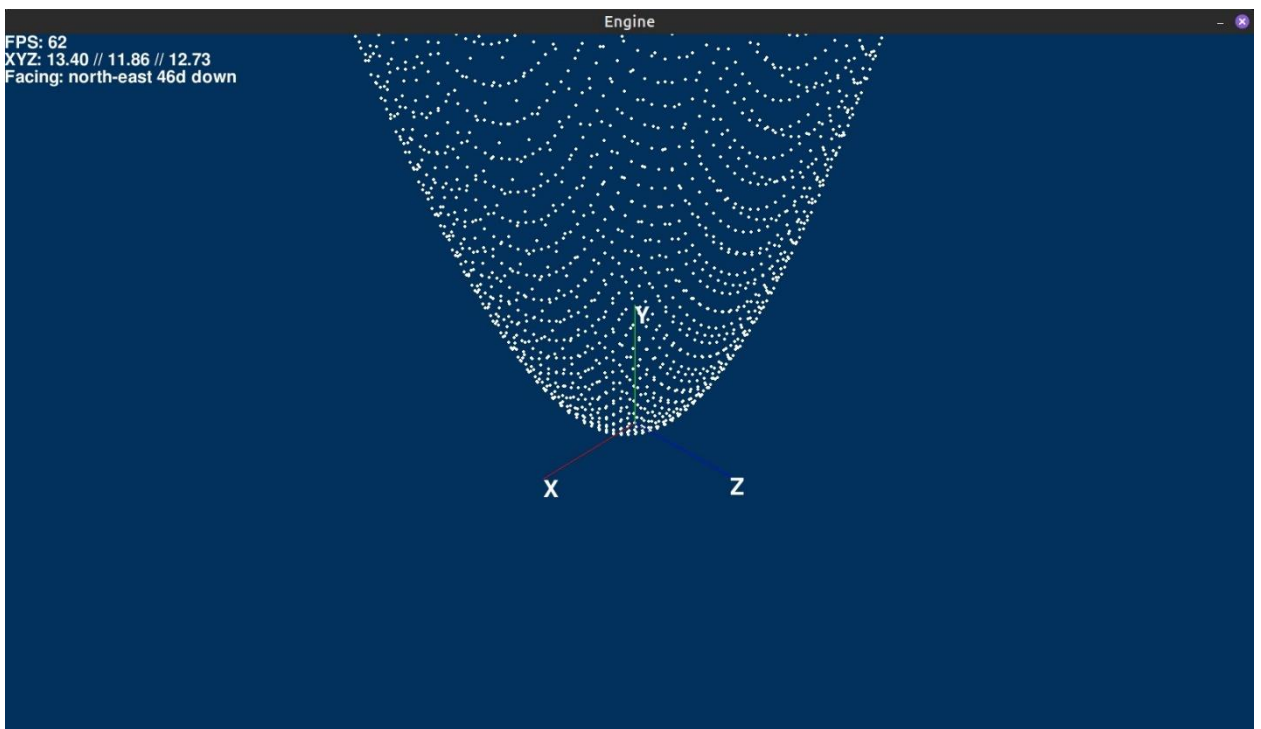 Engine
FPS: 62
XYZ: 13.40 // 11.86 // 12.73
Facing: north-east 46d down
Y
X
Z